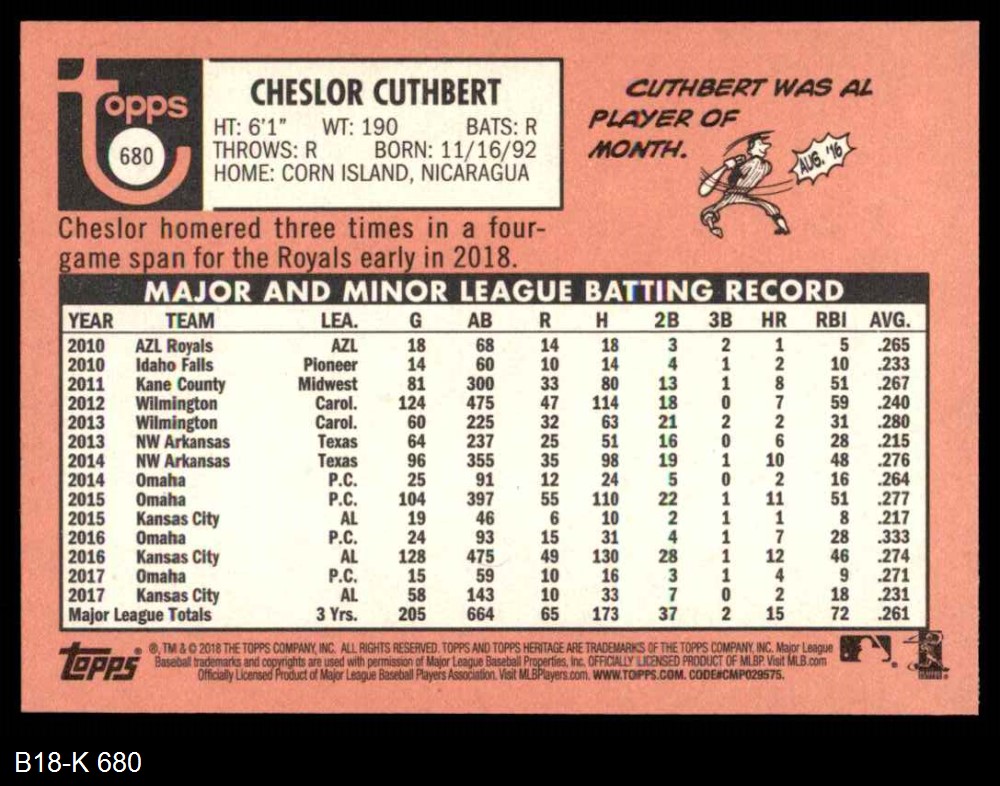 Topps
680
CHESLOR CUTHBERT
HT: 6'1" WT: 190 BATS: R
THROWS: R BORN: 11/16/92
HOME: CORN ISLAND, NICARAGUA
CUTHBERT WAS AL
PLAYER OF
MONTH.
AUG. '16
Cheslor homered three times in a four-
game span for the Royals early in 2018.
MAJOR AND MINOR LEAGUE BATTING RECORD
YEAR TEAM LEA. G AB R H 2B 3B HR RBI AVG.
2010 AZL Royals AZL 18 68 14 18 3 2 1 5 .265
2010 Idaho Falls Pioneer 14 60 10 14 4 1 2 10 .233
2011 Kane County Midwest 81 300 33 80 13 1 8 51 .267
2012 Wilmington Carol. 124 475 47 114 18 0 7 59 .240
2013 Wilmington Carol. 60 225 32 63 21 2 2 31 .280
2013 NW Arkansas Texas 64 237 25 51 16 0 6 28 .215
2014 NW Arkansas Texas 96 355 35 98 19 1 10 48 .276
2014 Omaha P.C. 25 91 12 24 5 0 2 16 .264
2015 Omaha P.C. 104 397 55 110 22 1 11 51 .277
2015 Kansas City AL 19 46 6 10 2 1 1 8 .217
2016 Omaha P.C. 24 93 15 31 4 1 7 28 .333
2016 Kansas City AL 128 475 49 130 28 1 12 46 .274
2017 Omaha P.C. 15 59 10 16 3 1 4 9 .271
2017 Kansas City AL 58 143 10 33 7 0 2 18 .231
Major League Totals 3 Yrs. 205 664 65 173 37 2 15 72 .261
Topps
®, TM & © 2018 THE TOPPS COMPANY, INC. ALL RIGHTS RESERVED. TOPPS AND TOPPS HERITAGE ARE TRADEMARKS OF THE TOPPS COMPANY, INC. Major League
Baseball trademarks and copyrights are used with permission of Major League Baseball Properties, Inc. OFFICIALLY LICENSED PRODUCT OF MLBP. Visit MLB.com
Officially Licensed Product of Major League Baseball Players Association. Visit MLBPlayers.com. WWW.TOPPS.COM. CODE#CMP029575.
B18-K 680